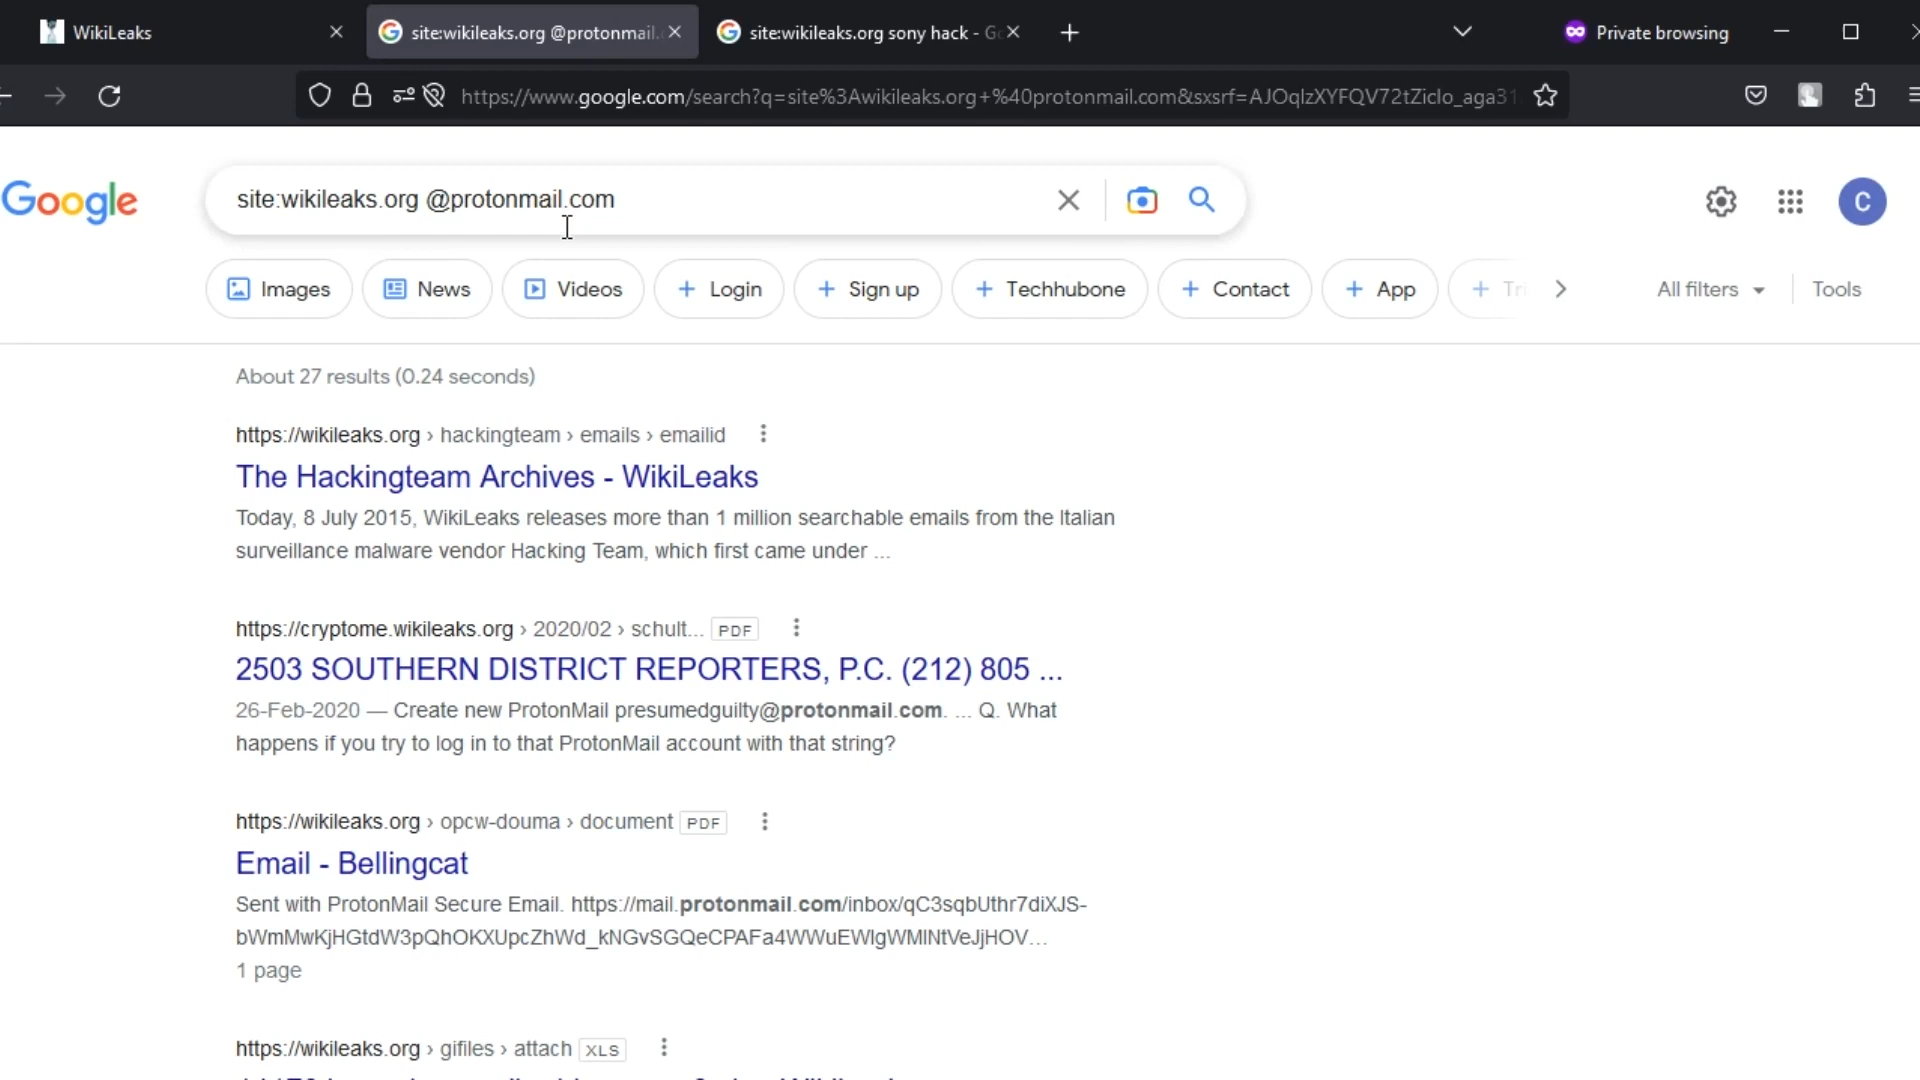 WikiLeaks
site:wikileaks.org @protonmail.
site:wikileaks.org sony hack - Go
Private browsing
https://www.google.com/search?q=site%3Awikileaks.org+%40protonmail.com&sxsrf=AJOqlzXYFQV72tZiclo_aga31
Google
site:wikileaks.org @protonmail.com
C
Images
News
Videos
+ Login
+ Sign up
+ Techhubone
+ Contact
+ App
All filters
Tools
About 27 results (0.24 seconds)
https://wikileaks.org › hackingteam › emails › emailid
The Hackingteam Archives - WikiLeaks
Today, 8 July 2015, WikiLeaks releases more than 1 million searchable emails from the Italian
surveillance malware vendor Hacking Team, which first came under ...
https://cryptome.wikileaks.org › 2020/02 › schult... PDF
2503 SOUTHERN DISTRICT REPORTERS, P.C. (212) 805 ...
26-Feb-2020 — Create new ProtonMail presumedguilty@protonmail.com. ... Q. What
happens if you try to log in to that ProtonMail account with that string?
https://wikileaks.org › opcw-douma › document PDF
Email - Bellingcat
Sent with ProtonMail Secure Email. https://mail.protonmail.com/inbox/qC3sqbUthr7diXJS-
bWmMwKjHGtdW3pQhOKXUpcZhWd_kNGvSGQeCPAFa4WWuEWlgWMlNtVeJjHOV...
1 page
https://wikileaks.org › gifiles › attach XLS